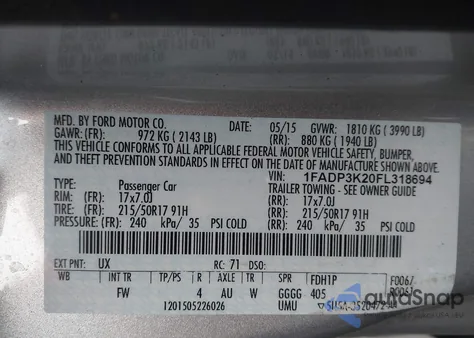 MFD. BY FORD MOTOR CO. DATE: 05/15 GVWR: 1810 KG (3990 LB)
GAWR: (FR) 972 KG (2143 LB) (RR) 880 KG (1940 LB)
THIS VEHICLE CONFORMS TO ALL APPLICABLE FEDERAL MOTOR VEHICLE SAFETY, BUMPER,
AND THEFT PREVENTION STANDARDS IN EFFECT ON THE DATE OF MANUFACTURE SHOWN ABOVE.
VIN: 1FADP3K20FL318694
TYPE: Passenger Car TRAILER TOWING - SEE OWNER GUIDE
RIM: (FR) 17x7.0J (RR) 17x7.0J
TIRE: (FR) 215/50R17 91H (RR) 215/50R17 91H
PRESSURE: (FR) 240 kPa/ 35 PSI COLD (RR) 240 kPa/ 35 PSI COLD
EXT PNT: UX RC: 71 DSO: F0067
WB INT TR TP/PS R AXLE TR SPR FDH1P
FW 4 AU W GGGG 405
1201505226026 UMU
autoSnap